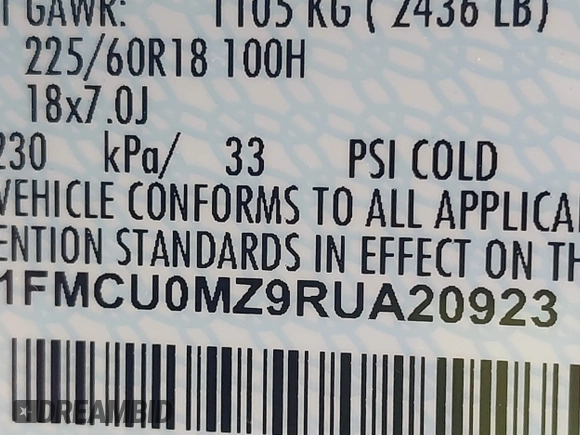 GAWR: 1105 KG ( 2436 LB)
225/60R18 100H
18x7.0J
230 kPa/ 33 PSI COLD
VEHICLE CONFORMS TO ALL APPLICA
ENTION STANDARDS IN EFFECT ON TH
1FMCU0MZ9RUA20923
DREAMBID